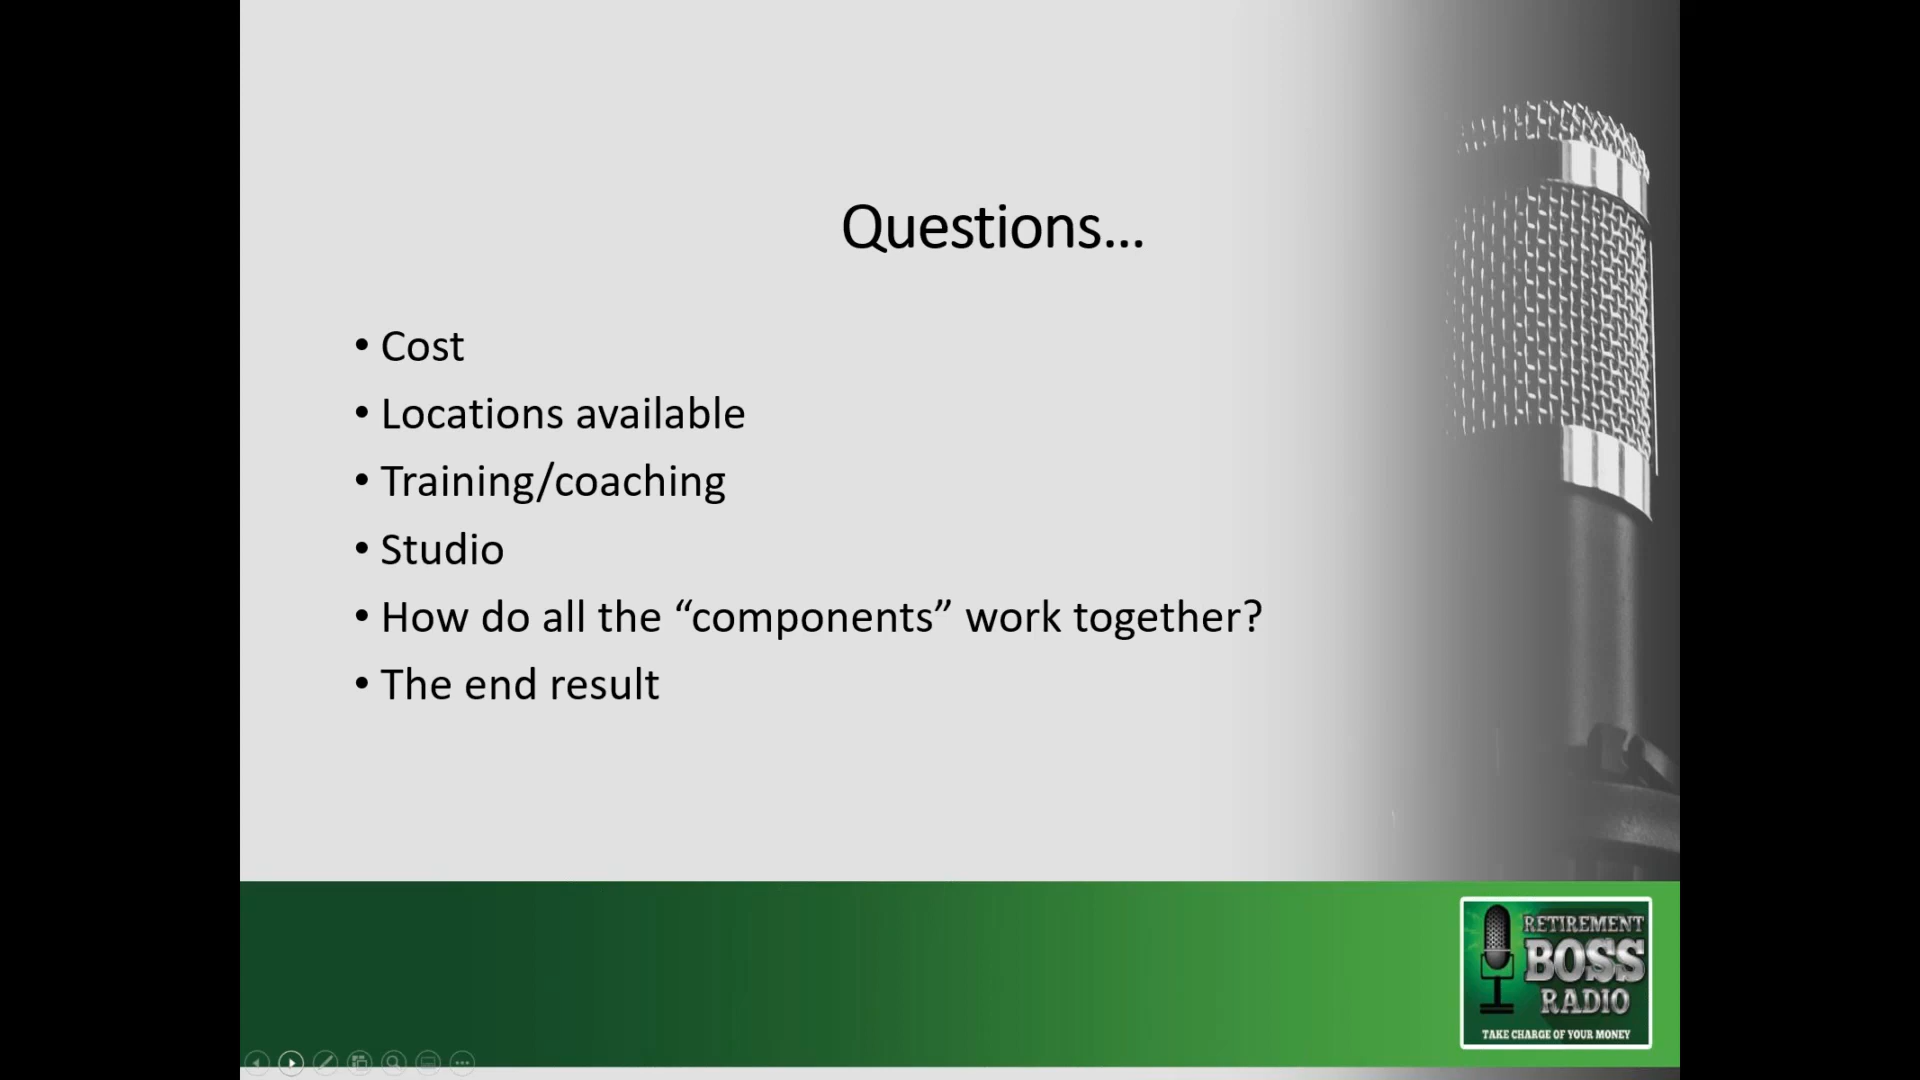 Questions...
• Cost
• Locations available
• Training/coaching
• Studio
• How do all the “components” work together?
• The end result
RETIREMENT
BOSS
RADIO
TAKE CHARGE OF YOUR MONEY